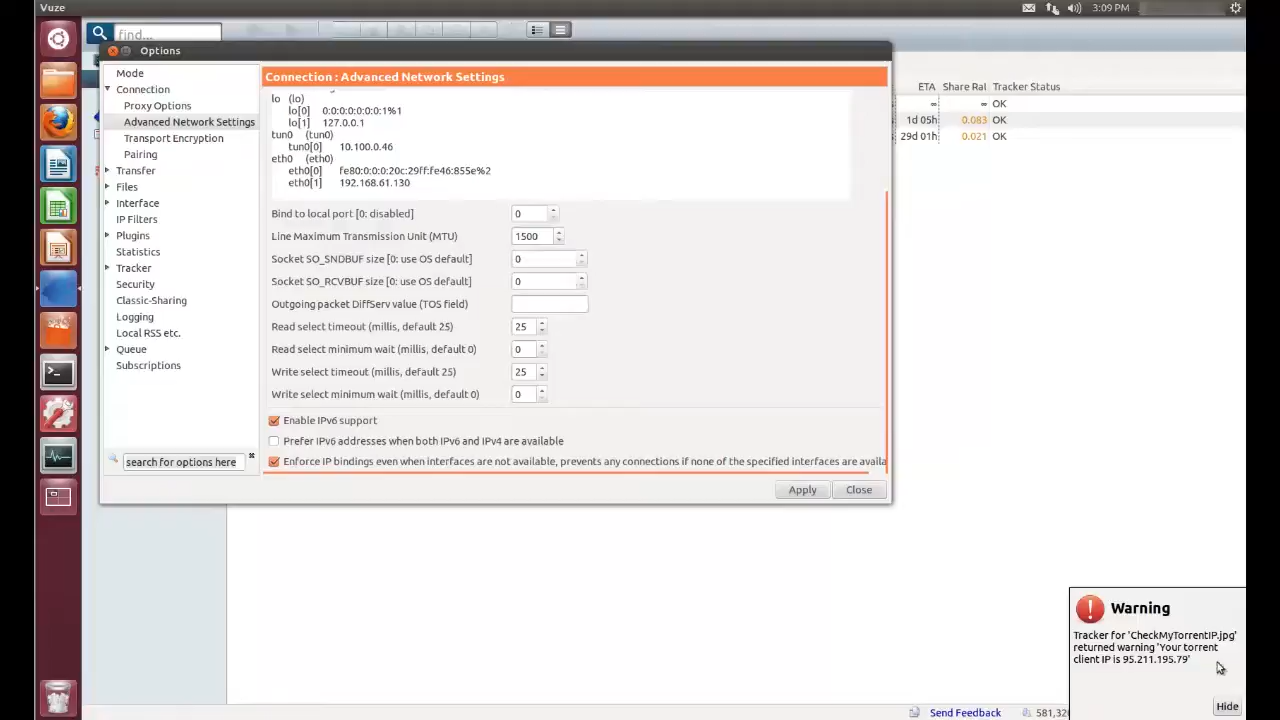 Vuze
3:09 PM
find...
Options
Mode
Connection
Proxy Options
Advanced Network Settings
Transport Encryption
Pairing
Transfer
Files
Interface
IP Filters
Plugins
Statistics
Tracker
Security
Classic-Sharing
Logging
Local RSS etc.
Queue
Subscriptions
search for options here
Connection : Advanced Network Settings
lo (lo)
lo[0] 0:0:0:0:0:0:0:1%1
lo[1] 127.0.0.1
tun0 (tun0)
tun0[0] 10.100.0.46
eth0 (eth0)
eth0[0] fe80:0:0:0:20c:29ff:fe46:855e%2
eth0[1] 192.168.61.130
Bind to local port [0: disabled] 0
Line Maximum Transmission Unit (MTU) 1500
Socket SO_SNDBUF size [0: use OS default] 0
Socket SO_RCVBUF size [0: use OS default] 0
Outgoing packet DiffServ value (TOS field)
Read select timeout (millis, default 25) 25
Read select minimum wait (millis, default 0) 0
Write select timeout (millis, default 25) 25
Write select minimum wait (millis, default 0) 0
Enable IPv6 support
Prefer IPv6 addresses when both IPv6 and IPv4 are available
Enforce IP bindings even when interfaces are not available, prevents any connections if none of the specified interfaces are availa
Apply Close
ETA Share Rai Tracker Status
∞ ∞ OK
1d 05h 0.083 OK
29d 01h 0.021 OK
Warning
Tracker for 'CheckMyTorrentIP.jpg'
returned warning 'Your torrent
client IP is 95.211.195.79'
Hide
Send Feedback 581,32